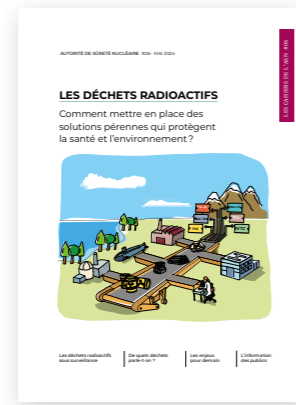 AUTORITÉ DE SÛRETÉ NUCLÉAIRE
LES CAHIERS DE L'ASN #06
LES DÉCHETS RADIOACTIFS
Comment mettre en place des
solutions pérennes qui protègent
la santé et l'environnement ?
Les déchets radioactifs
sous surveillance
De quels déchets
parle-t-on ?
Les enjeux
pour demain
L'information
des publics